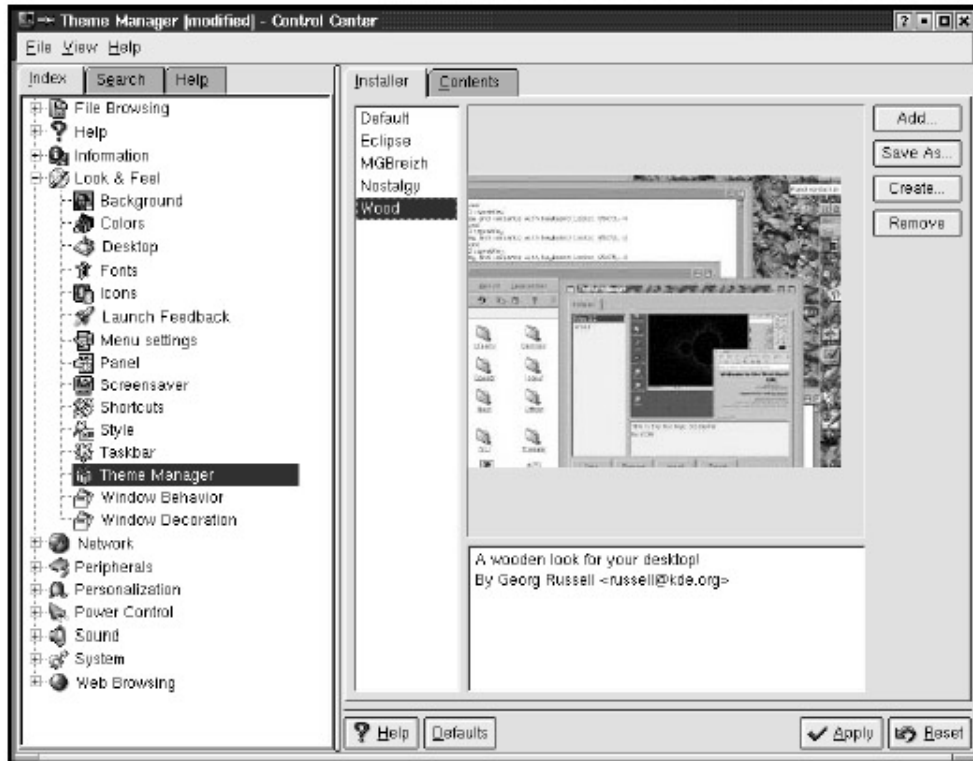 Theme Manager [modified] - Control Center
File View Help
Index Search Help
File Browsing
Help
Information
Look & Feel
Background
Colors
Desktop
Fonts
Icons
Launch Feedback
Menu settings
Panel
Screensaver
Shortcuts
Style
Taskbar
Theme Manager
Window Behavior
Window Decoration
Network
Peripherals
Personalization
Power Control
Sound
System
Web Browsing
Installer Contents
Default
Eclipse
MGBreizh
Nostalgy
Wood
Add...
Save As...
Create...
Remove
A wooden look for your desktop!
By Georg Russell <russell@kde.org>
Help Defaults Apply Reset